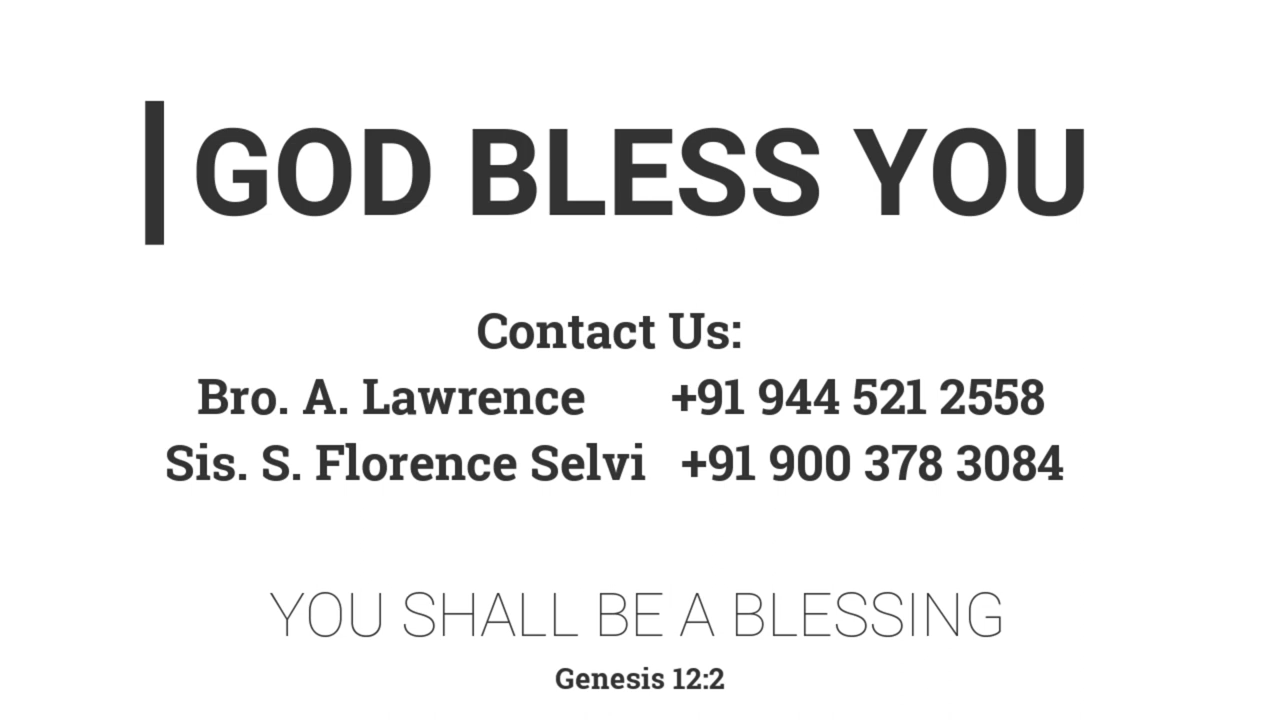 GOD BLESS YOU
Contact Us:
Bro. A. Lawrence +91 944 521 2558
Sis. S. Florence Selvi +91 900 378 3084
YOU SHALL BE A BLESSING
Genesis 12:2